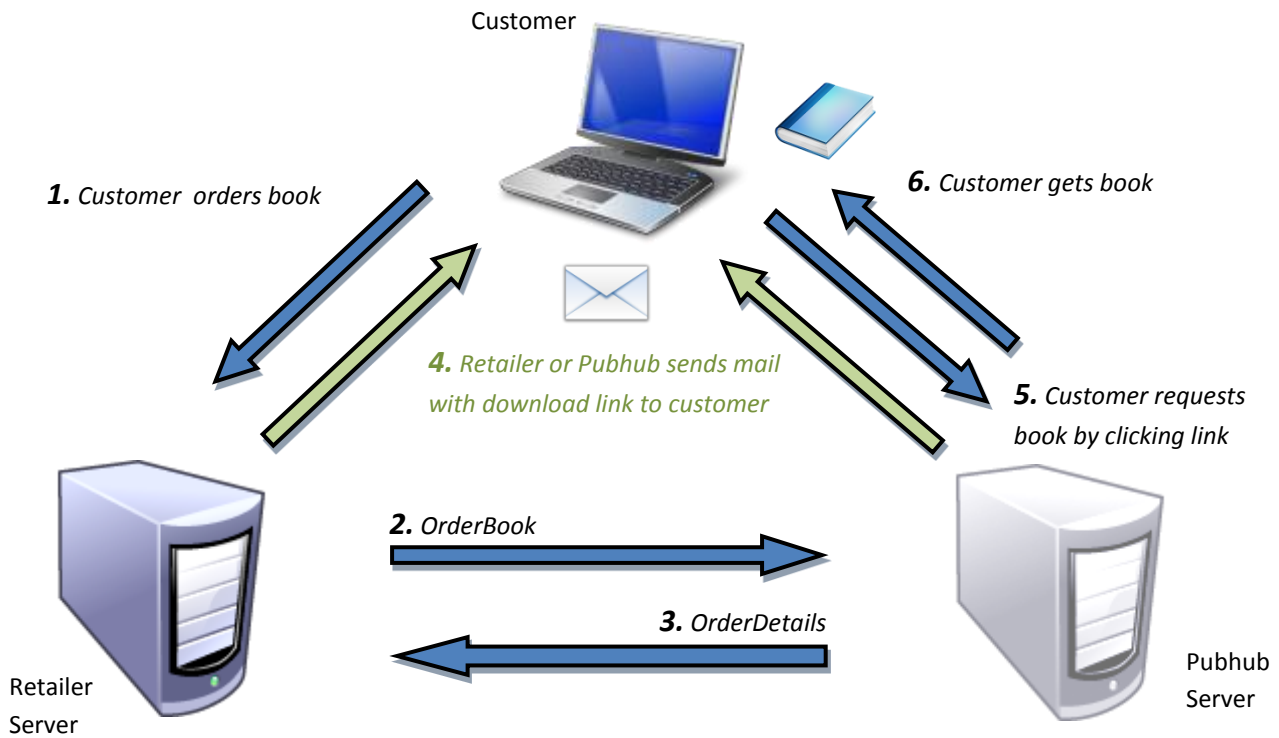 Customer
1. Customer orders book
6. Customer gets book
4. Retailer or Pubhub sends mail
with download link to customer
5. Customer requests
book by clicking link
2. OrderBook
3. OrderDetails
Retailer
Server
Pubhub
Server